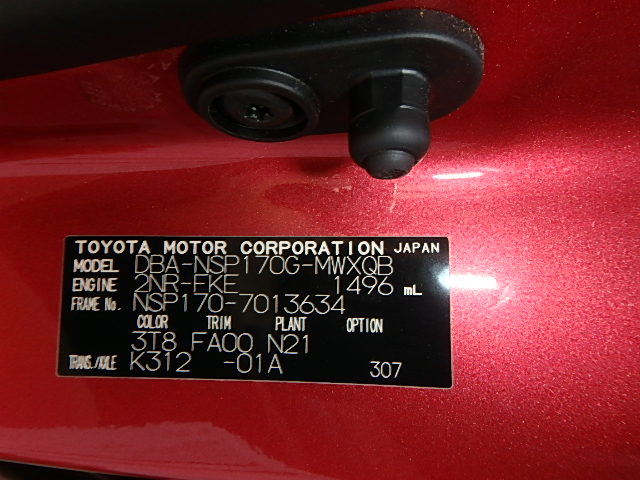 TOYOTA MOTOR CORPORATION JAPAN
MODEL DBA-NSP170G-MWXQB
ENGINE 2NR-FKE 1496 mL
FRAME No. NSP170-7013634
COLOR TRIM PLANT OPTION
3T8 FA00 N21
TRANS./AXLE K312 -01A 307